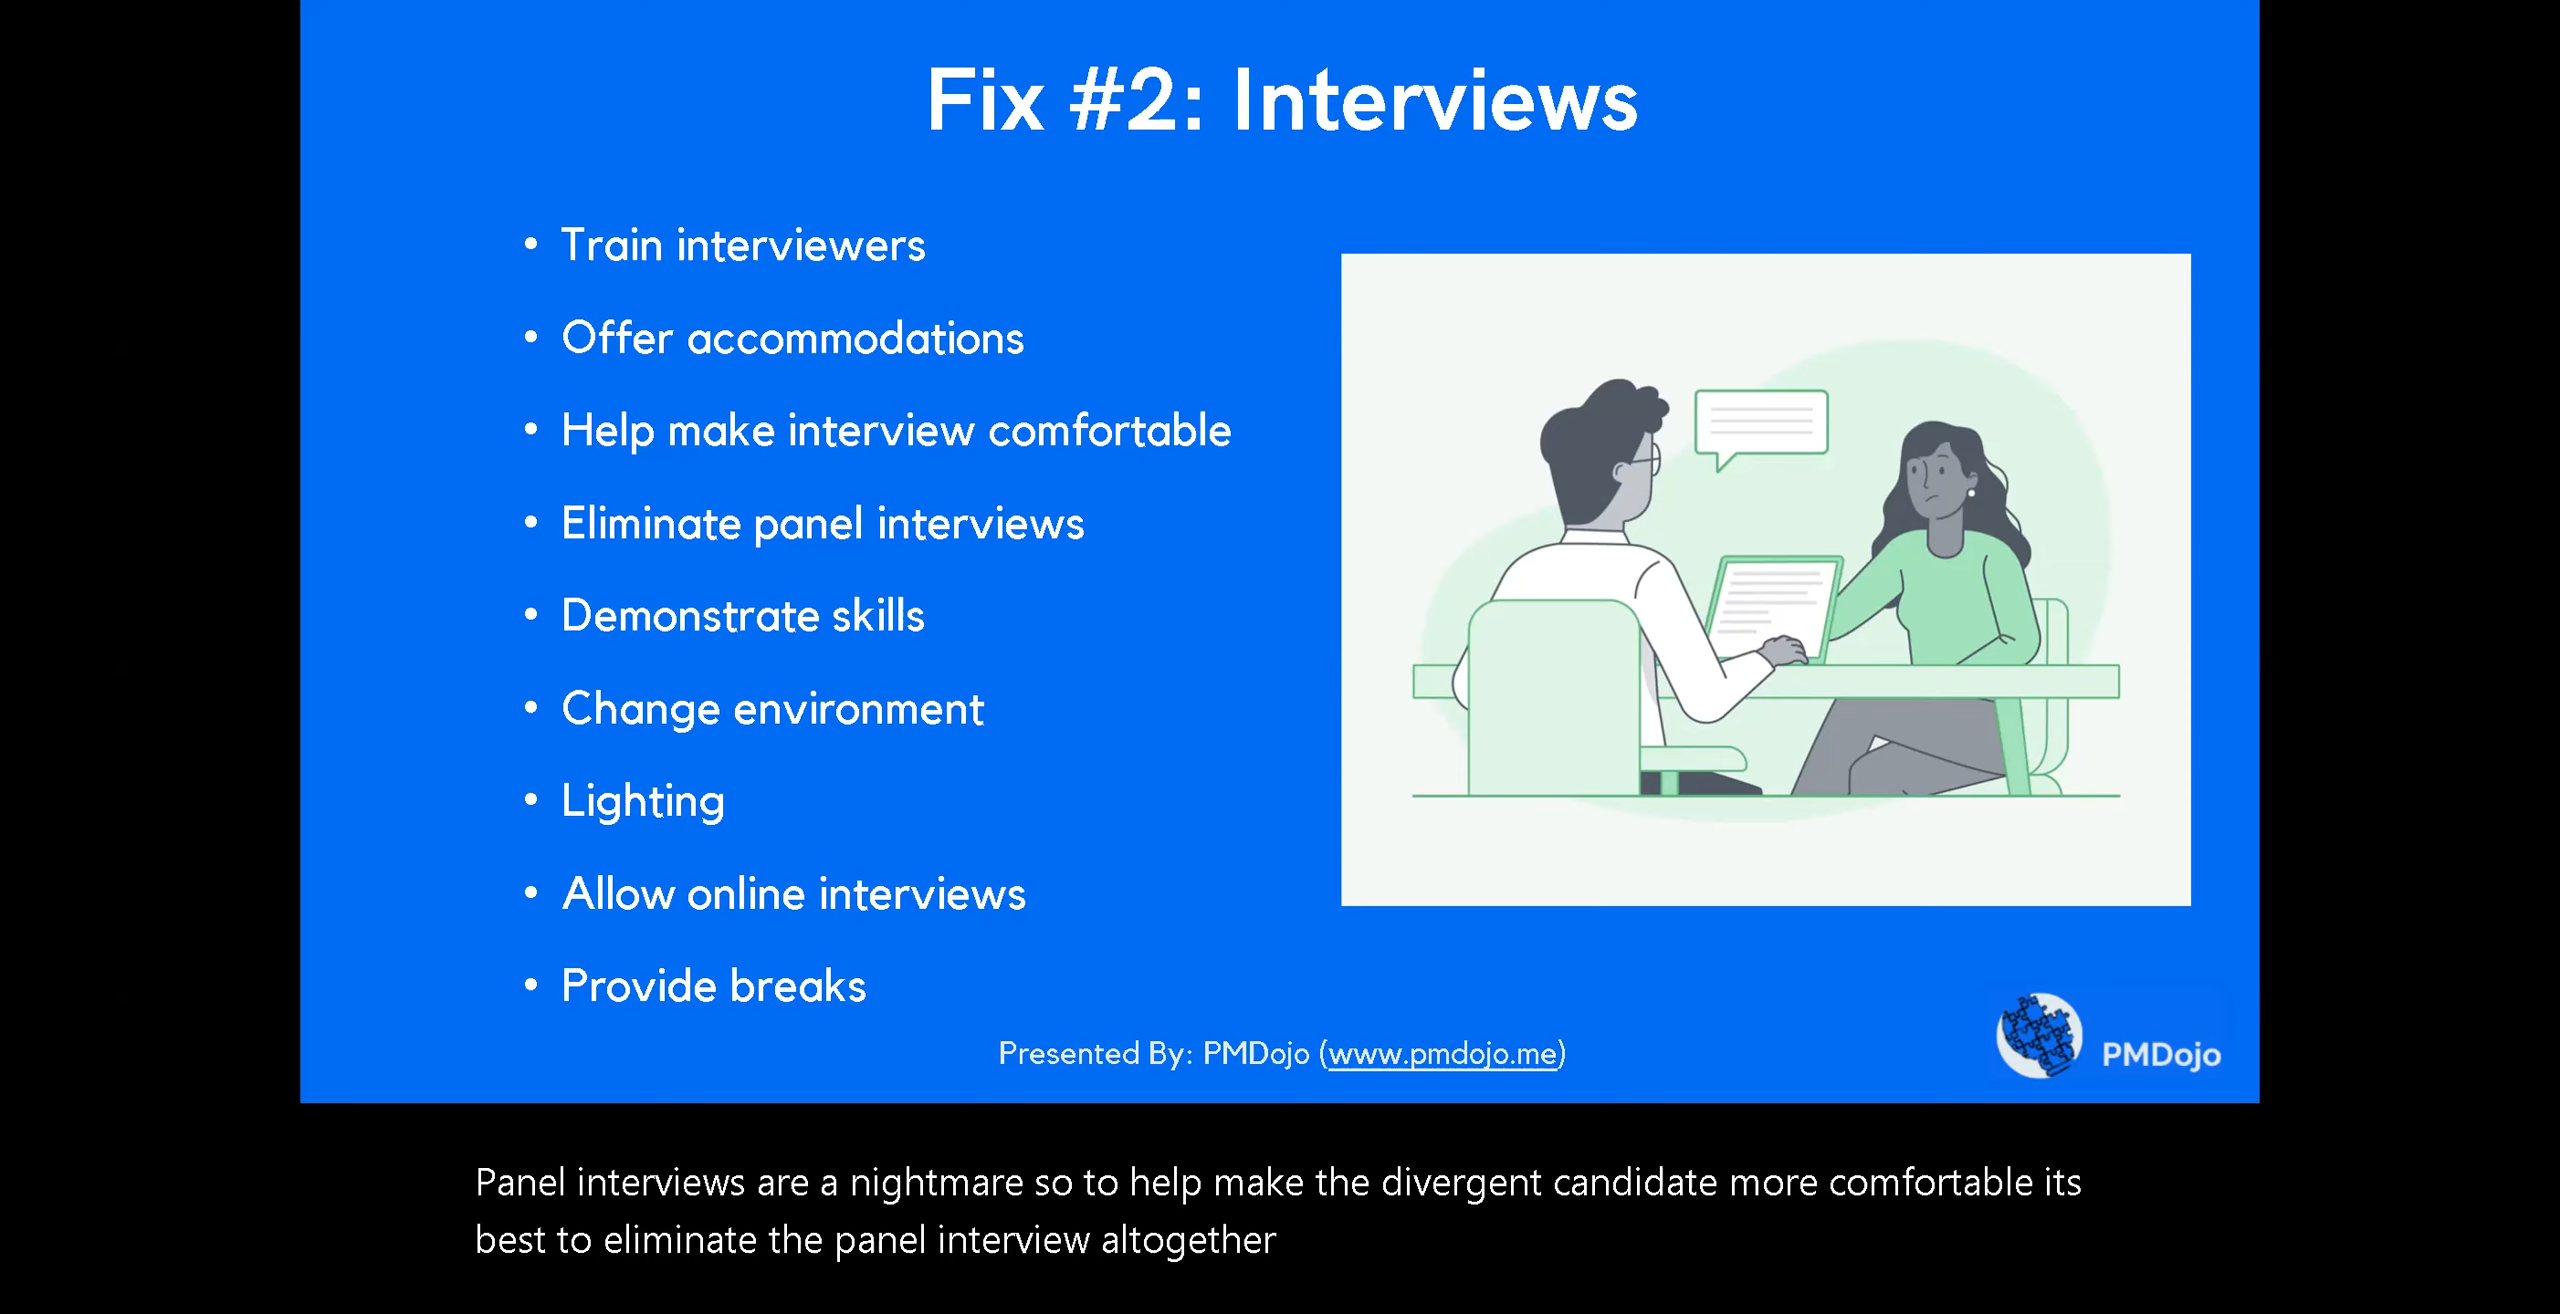 Fix #2: Interviews
• Train interviewers
• Offer accommodations
• Help make interview comfortable
• Eliminate panel interviews
• Demonstrate skills
• Change environment
• Lighting
• Allow online interviews
• Provide breaks
Presented By: PMDojo (www.pmdojo.me)
PMDojo
Panel interviews are a nightmare so to help make the divergent candidate more comfortable its
best to eliminate the panel interview altogether